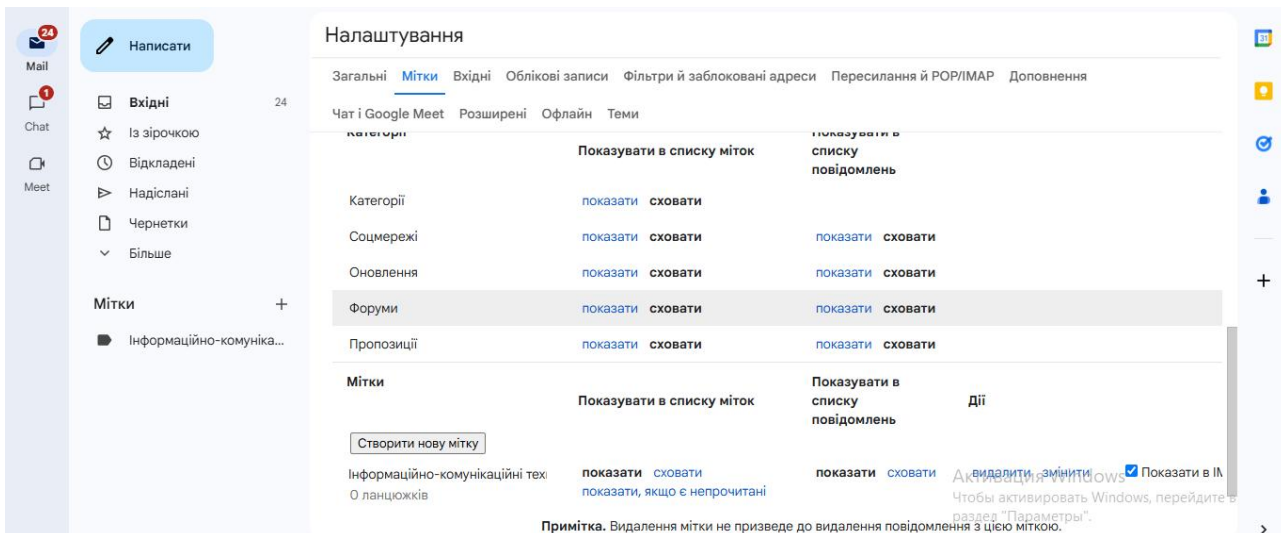 24
Mail
1
Chat
Meet
Написати
Вхідні 24
Із зірочкою
Відкладені
Надіслані
Чернетки
Більше
Мітки +
Інформаційно-комуніка...
Налаштування
Загальні Мітки Вхідні Облікові записи Фільтри й заблоковані адреси Пересилання й POP/IMAP Доповнення
Чат і Google Meet Розширені Офлайн Теми
Категорії
Показувати в списку міток
Показувати в
списку
повідомлень
Категорії показати сховати
Соцмережі показати сховати показати сховати
Оновлення показати сховати показати сховати
Форуми показати сховати показати сховати
Пропозиції показати сховати показати сховати
Мітки
Показувати в списку міток
Показувати в
списку
повідомлень
Дії
Створити нову мітку
Інформаційно-комунікаційні техн показати сховати показати сховати видалити змінити Показати в IM
0 ланцюжків показати, якщо є непрочитані
Примітка. Видалення мітки не призведе до видалення повідомлення з цією міткою.
Активация Windows
Чтобы активировать Windows, перейдите в
раздел "Параметры".
31